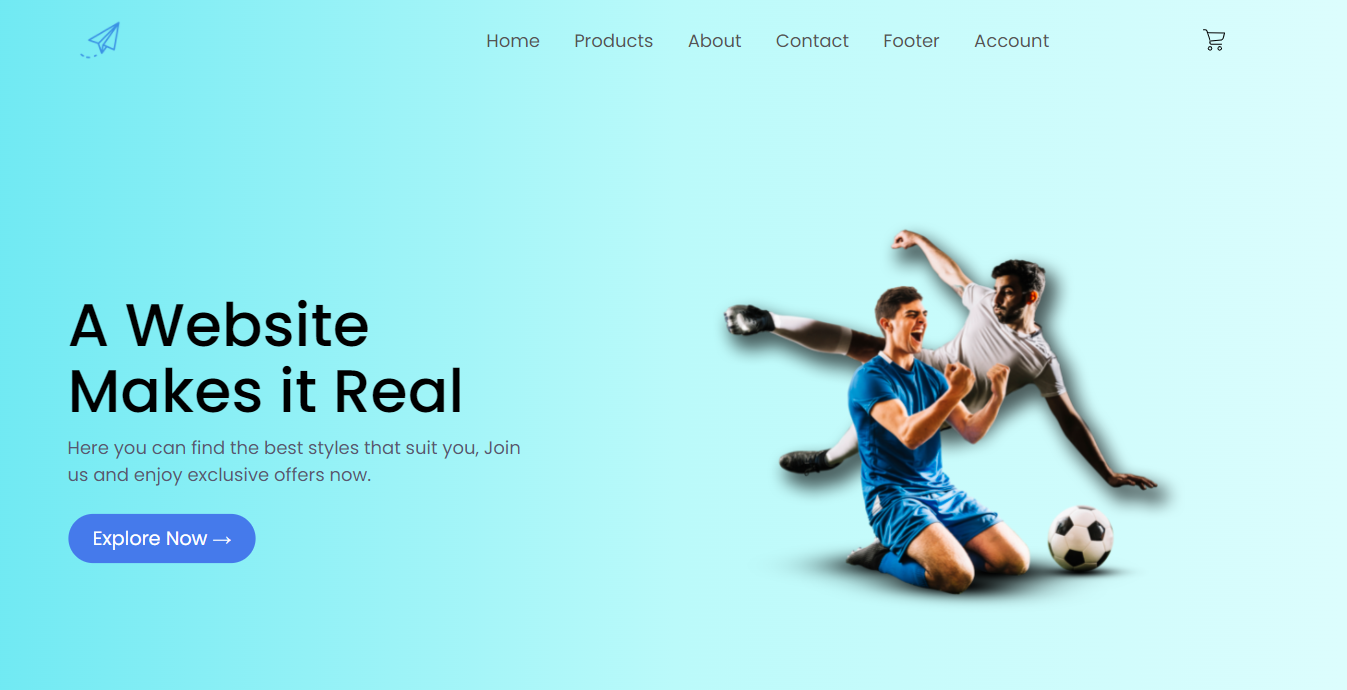 Home Products About Contact Footer Account
A Website
Makes it Real
Here you can find the best styles that suit you, Join
us and enjoy exclusive offers now.
Explore Now →